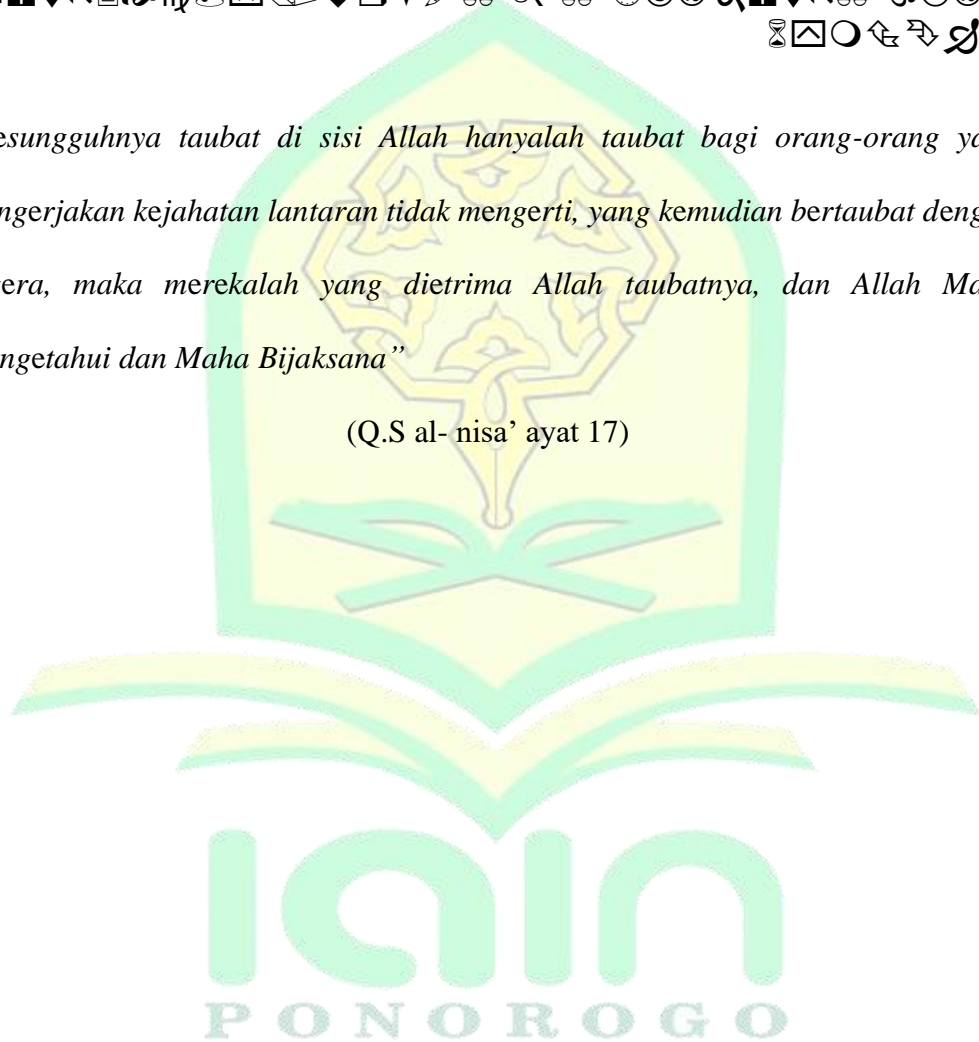 esungguhnya taubat di sisi Allah hanyalah taubat bagi orang-orang ya
ngerjakan kejahatan lantaran tidak mengerti, yang kemudian bertaubat deng
era, maka merekalah yang dietrima Allah taubatnya, dan Allah Ma
ngetahui dan Maha Bijaksana”
(Q.S al- nisa’ ayat 17)
IAIN
PONOROGO